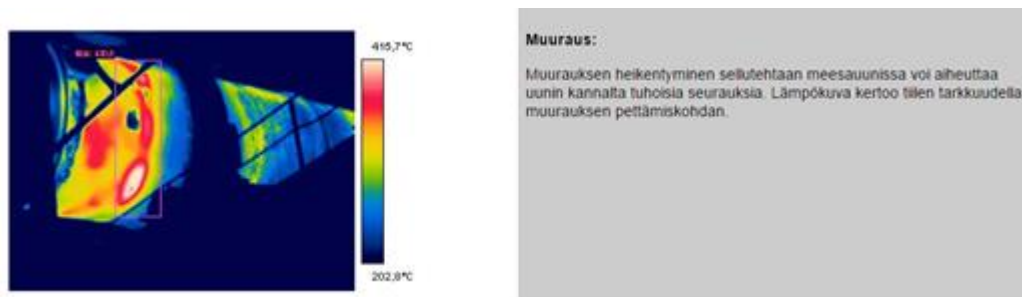 415,7°C
202,8°C
Muuraus:
Muurauksen heikentyminen sellutehtaan meesauunissa voi aiheuttaa
uunin kannalta tuhoisia seurauksia. Lämpökuva kertoo tiilen tarkkuudella
muurauksen pettämiskohdan.